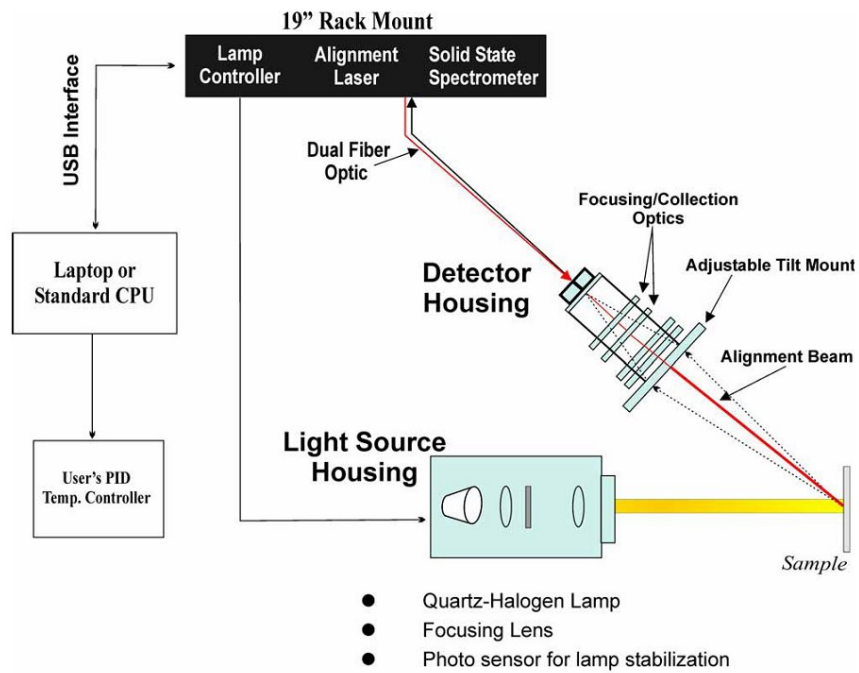 19” Rack Mount
Lamp
Controller
Alignment
Laser
Solid State
Spectrometer
USB Interface
Dual Fiber
Optic
Focusing/Collection
Optics
Detector
Housing
Adjustable Tilt Mount
Laptop or
Standard CPU
Alignment Beam
Light Source
Housing
User's PID
Temp. Controller
Sample
● Quartz-Halogen Lamp
● Focusing Lens
● Photo sensor for lamp stabilization